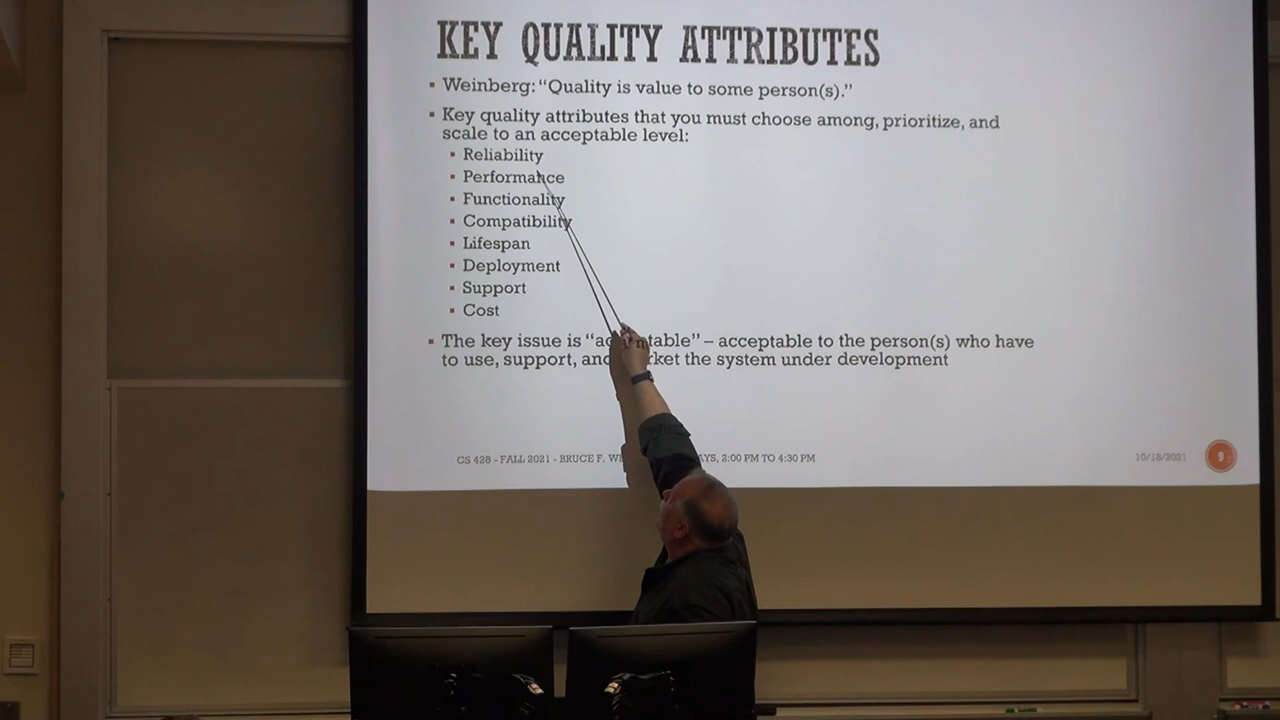 KEY QUALITY ATTRIBUTES
▪ Weinberg: “Quality is value to some person(s).”
▪ Key quality attributes that you must choose among, prioritize, and
scale to an acceptable level:
▪ Reliability
▪ Performance
▪ Functionality
▪ Compatibility
▪ Lifespan
▪ Deployment
▪ Support
▪ Cost
▪ The key issue is “acceptable” – acceptable to the person(s) who have
to use, support, and market the system under development
CS 428 - FALL 2021 - BRUCE F. 2:00 PM TO 4:30 PM
10/18/2021
9